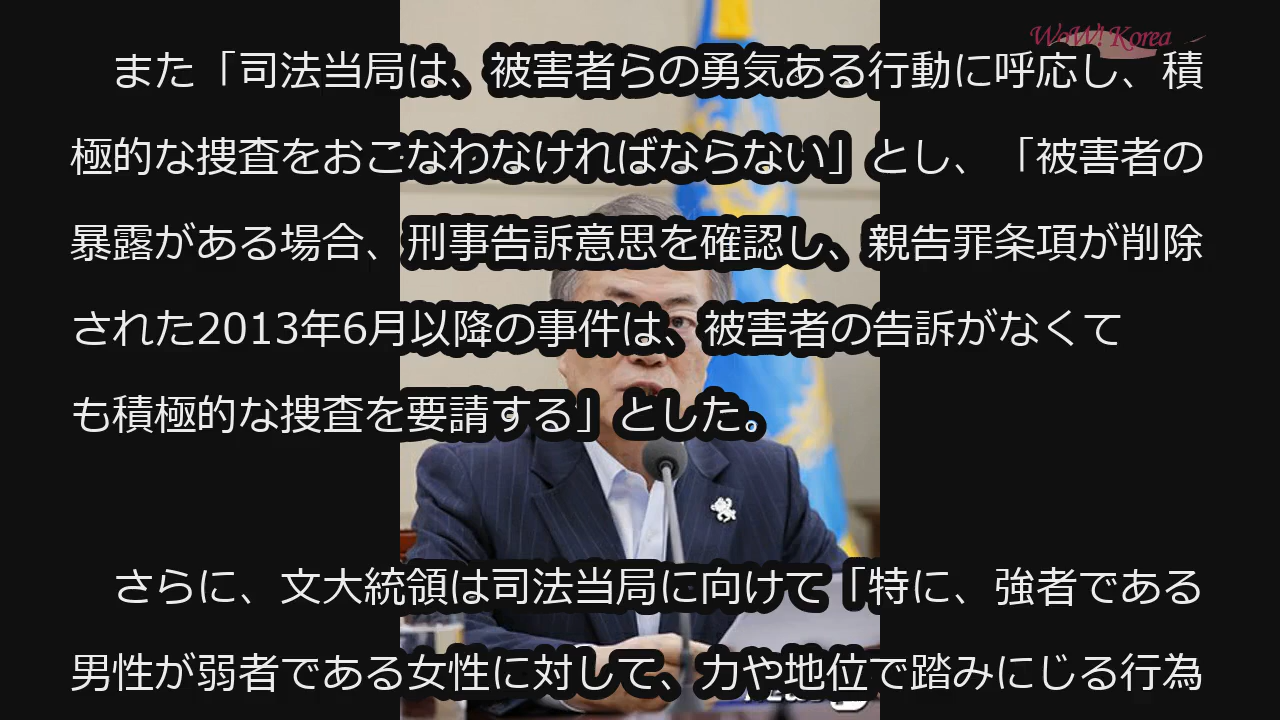 WoW! Korea
また「司法当局は、被害者らの勇気ある行動に呼応し、積
極的な捜査をおこなわなければならない」とし、「被害者の
暴露がある場合、刑事告訴意思を確認し、親告罪条項が削除
された2013年6月以降の事件は、被害者の告訴がなくて
も積極的な捜査を要請する」とした。
さらに、文大統領は司法当局に向けて「特に、強者である
男性が弱者である女性に対して、力や地位で踏みにじる行為